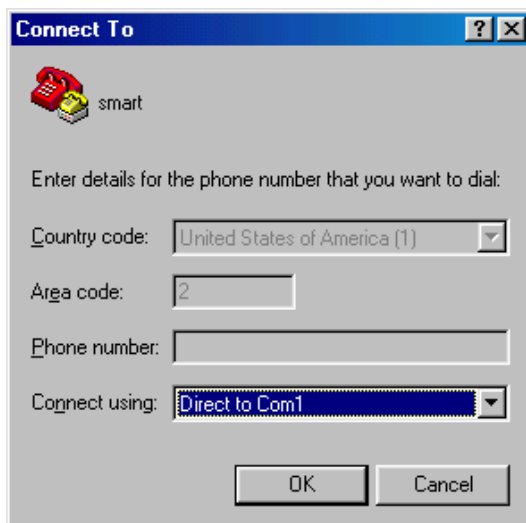 Connect To
smart
Enter details for the phone number that you want to dial:
Country code: United States of America (1)
Area code: 2
Phone number:
Connect using: Direct to Com1
OK Cancel